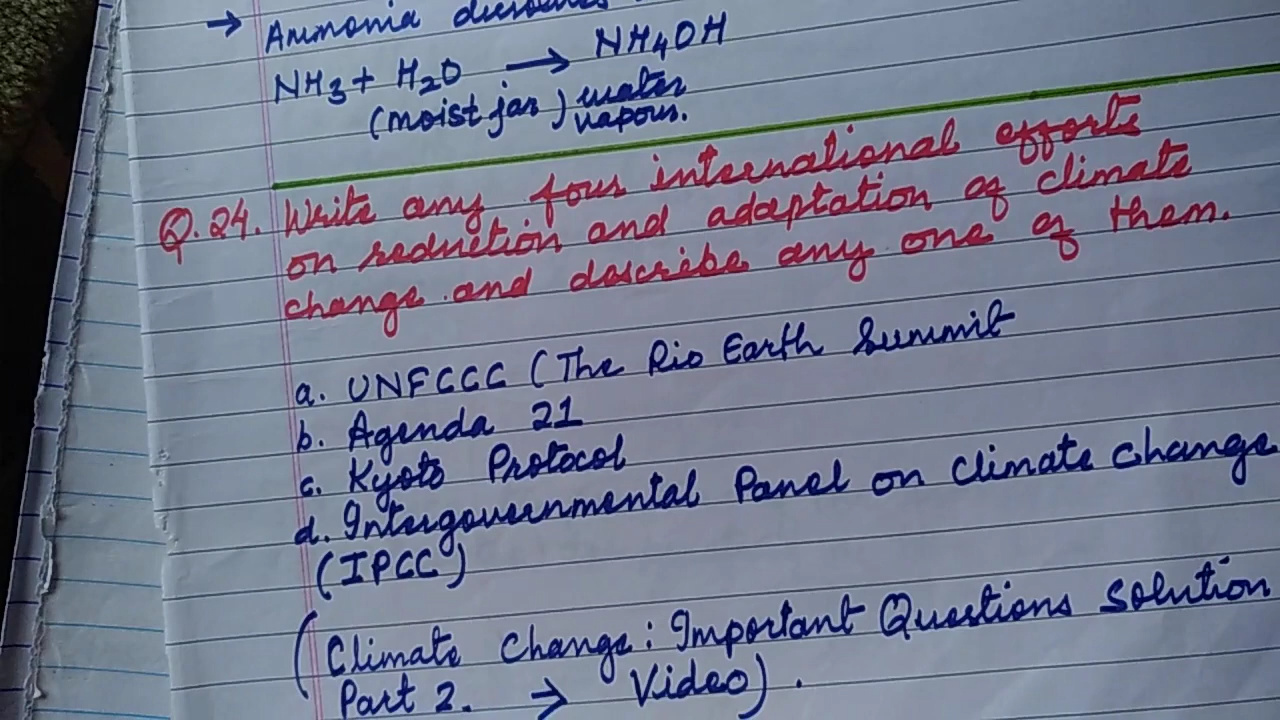 → Ammonia dissolves
NH3 + H2O → NH4OH
(moist jar) water
vapour.
Q.24. Write any four international efforts
on reduction and adaptation of climate
change and describe any one of them.
a. UNFCCC (The Rio Earth Summit
b. Agenda 21
c. Kyoto Protocol
d. Intergovernmental Panel on Climate change
(IPCC)
(Climate Change: Important Questions Solution
Part 2. → Video).